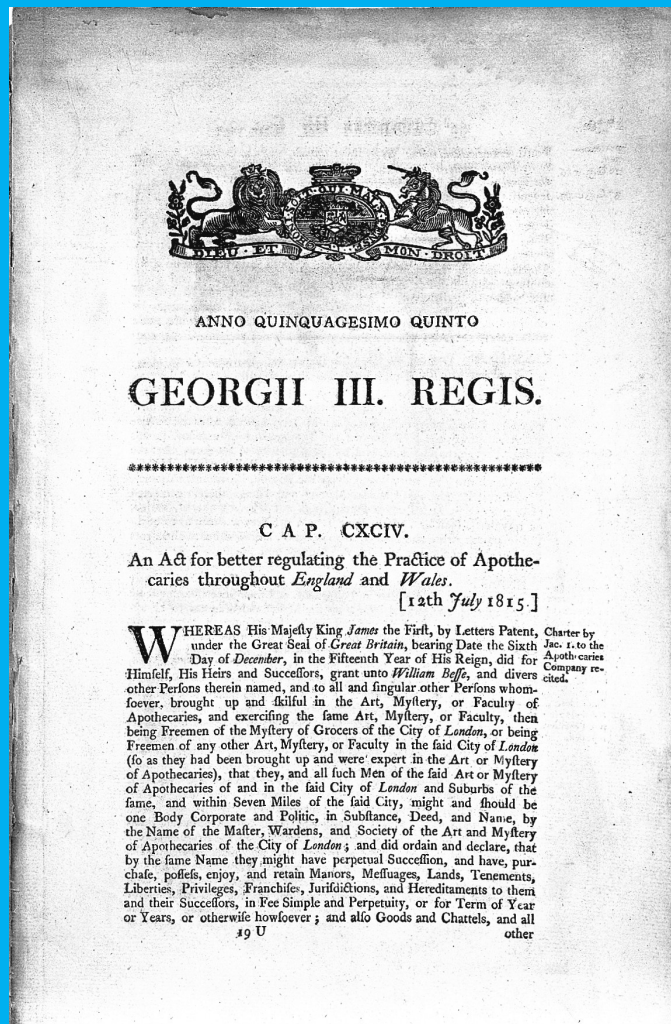 HONI SOIT QUI MAL Y PENSE
DIEU · ET MON · DROIT
ANNO QUINQUAGESIMO QUINTO
GEORGII III. REGIS.
CAP. CXCIV.
An Act for better regulating the Practice of Apothe-
caries throughout England and Wales.
[12th July 1815.]
WHEREAS His Majeſty King James the Firſt, by Letters Patent,
under the Great Seal of Great Britain, bearing Date the Sixth
Day of December, in the Fifteenth Year of His Reign, did for
Himſelf, His Heirs and Succeſſors, grant unto William Beſſe, and divers
other Perſons therein named, and to all and ſingular other Perſons whom-
ſoever, brought up and ſkilful in the Art, Myſtery, or Faculty of
Apothecaries, and exerciſing the ſame Art, Myſtery, or Faculty, then
being Freemen of the Myſtery of Grocers of the City of London, or being
Freemen of any other Art, Myſtery, or Faculty in the ſaid City of London
(ſo as they had been brought up and were expert in the Art or Myſtery
of Apothecaries), that they, and all ſuch Men of the ſaid Art or Myſtery
of Apothecaries of and in the ſaid City of London and Suburbs of the
ſame, and within Seven Miles of the ſaid City, might and ſhould be
one Body Corporate and Politic, in Subſtance, Deed, and Name, by
the Name of the Maſter, Wardens, and Society of the Art and Myſtery
of Apothecaries of the City of London; and did ordain and declare, that
by the ſame Name they might have perpetual Succeſſion, and have, pur-
chaſe, poſſeſs, enjoy, and retain Manors, Meſſuages, Lands, Tenements,
Liberties, Privileges, Franchiſes, Juriſdictions, and Hereditaments to them
and their Succeſſors, in Fee Simple and Perpetuity, or for Term of Year
or Years, or otherwiſe howſoever; and alſo Goods and Chattels, and all
19 U other
Charter by
Jac. 1. to the
Apothecaries
Company re-
cited.